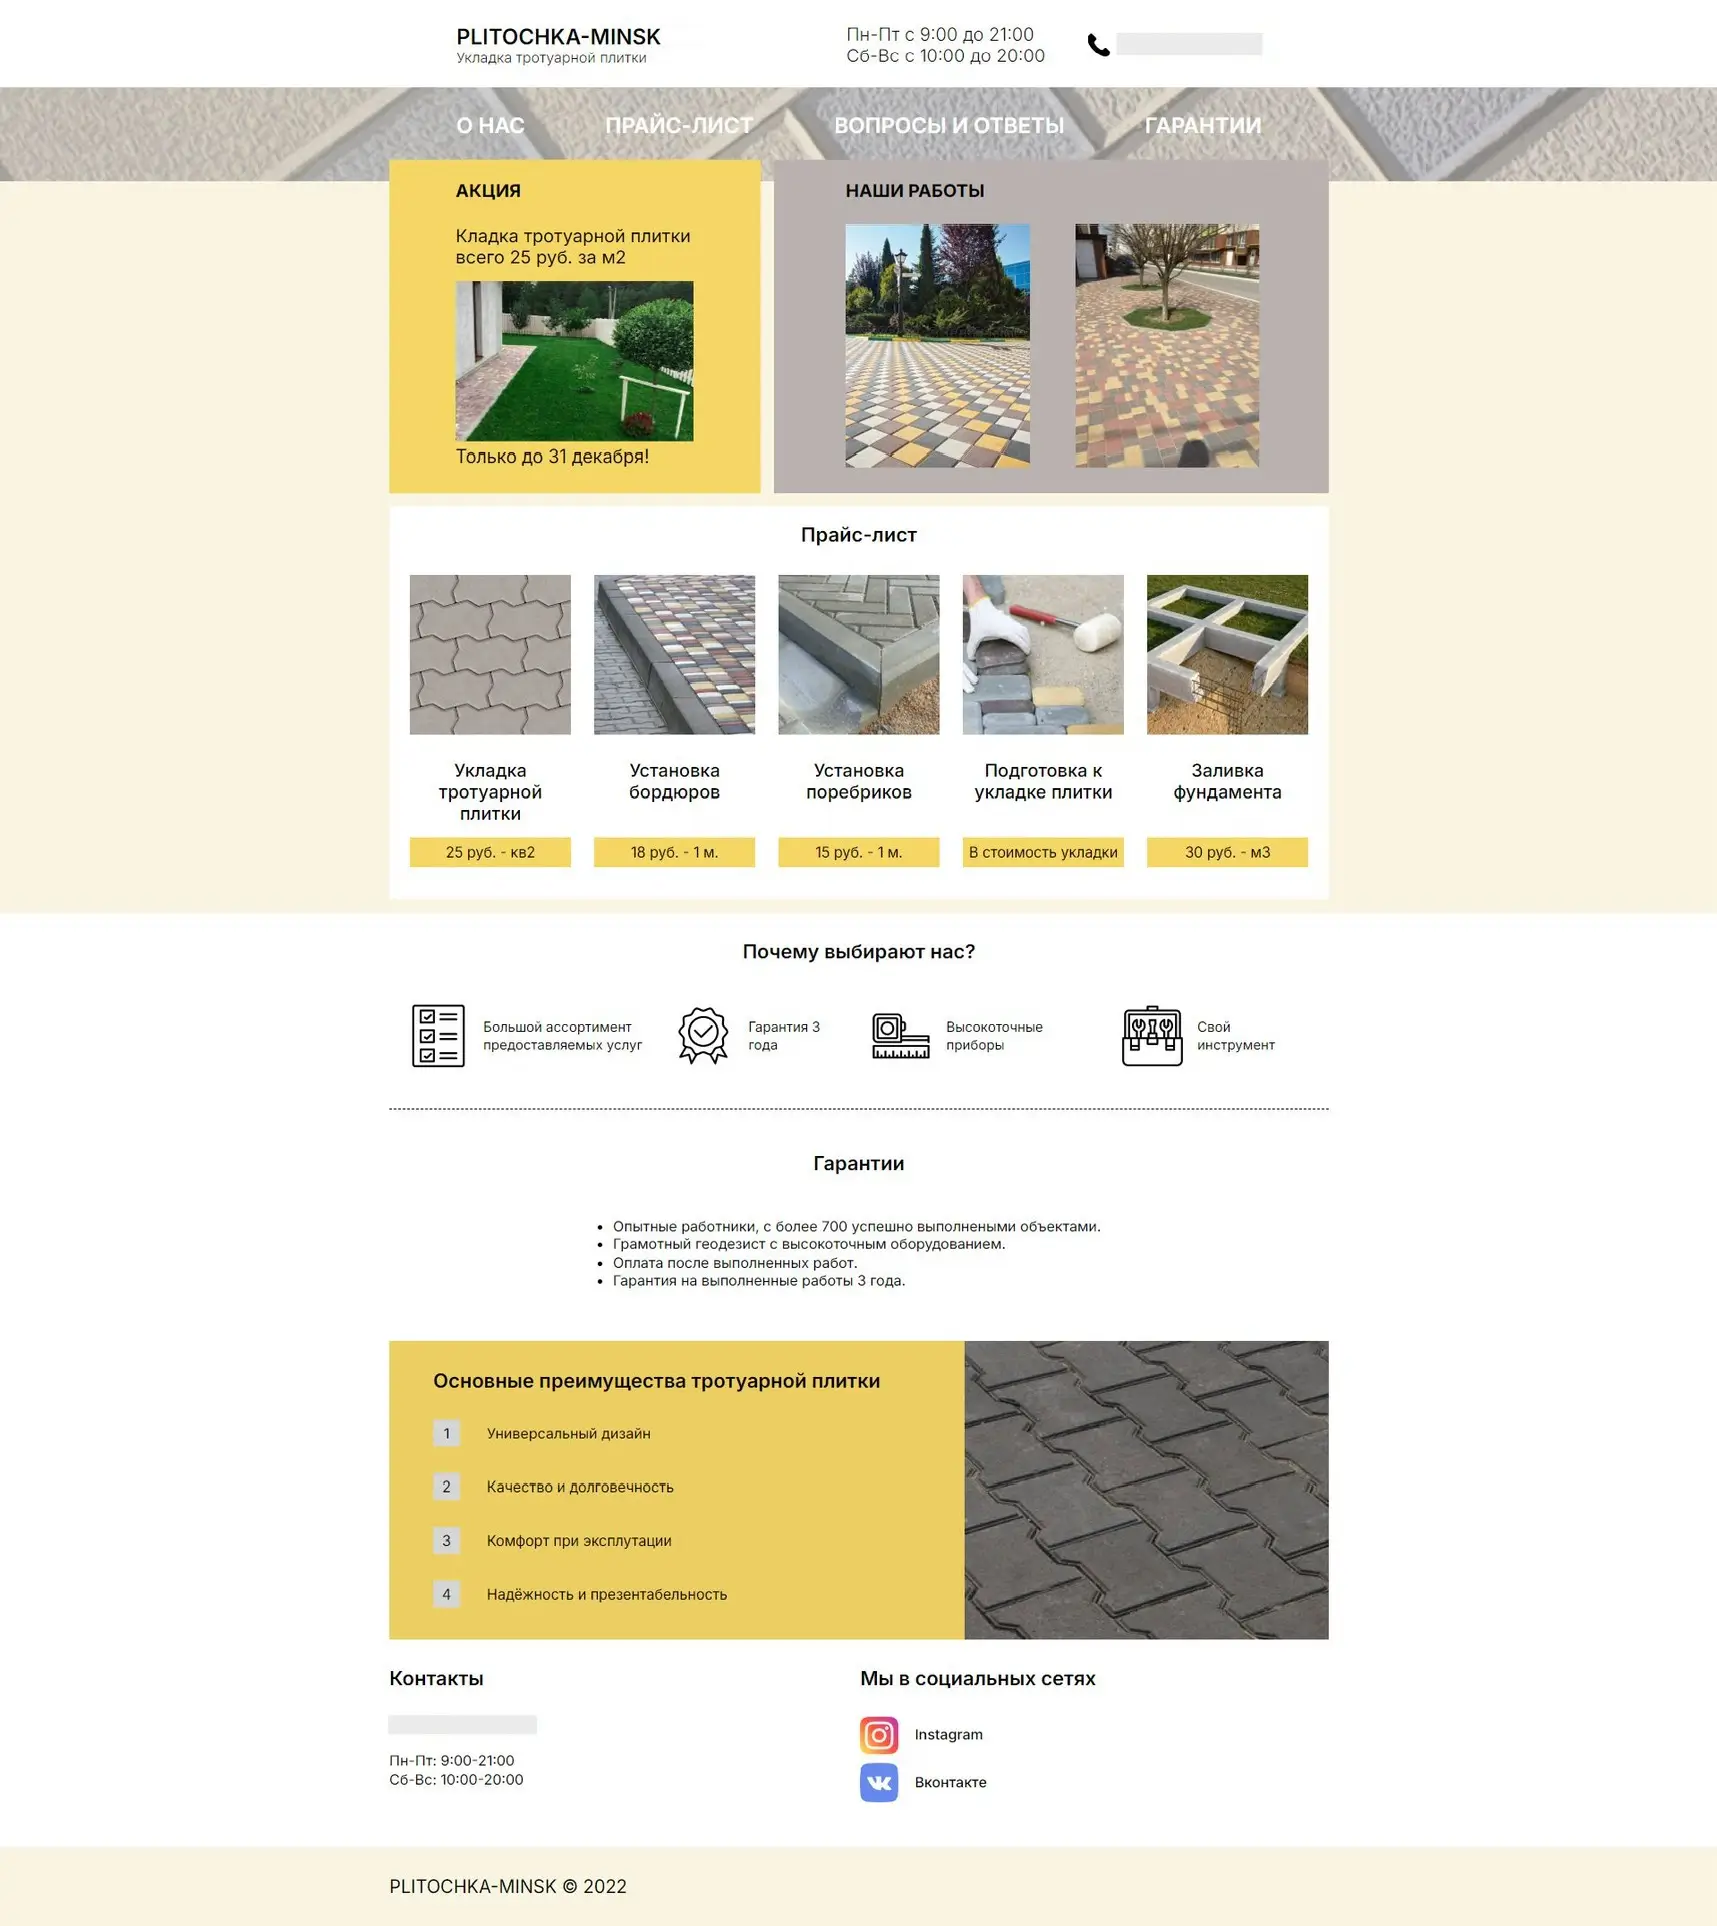 PLITOCHKA-MINSK
Укладка тротуарной плитки
Пн-Пт с 9:00 до 21:00
Сб-Вс с 10:00 до 20:00
О НАС
ПРАЙС-ЛИСТ
ВОПРОСЫ И ОТВЕТЫ
ГАРАНТИИ
АКЦИЯ
Кладка тротуарной плитки
всего 25 руб. за м2
Только до 31 декабря!
НАШИ РАБОТЫ
Прайс-лист
Укладка
тротуарной
плитки
25 руб. - кв2
Установка
бордюров
18 руб. - 1 м.
Установка
поребриков
15 руб. - 1 м.
Подготовка к
укладке плитки
В стоимость укладки
Заливка
фундамента
30 руб. - м3
Почему выбирают нас?
Большой ассортимент
предоставляемых услуг
Гарантия 3
года
Высокоточные
приборы
Свой
инструмент
Гарантии
• Опытные работники, с более 700 успешно выполнеными объектами.
• Грамотный геодезист с высокоточным оборудованием.
• Оплата после выполненных работ.
• Гарантия на выполненные работы 3 года.
Основные преимущества тротуарной плитки
1 Универсальный дизайн
2 Качество и долговечность
3 Комфорт при эксплутации
4 Надёжность и презентабельность
Контакты
Пн-Пт: 9:00-21:00
Сб-Вс: 10:00-20:00
Мы в социальных сетях
Instagram
Вконтакте
PLITOCHKA-MINSK © 2022